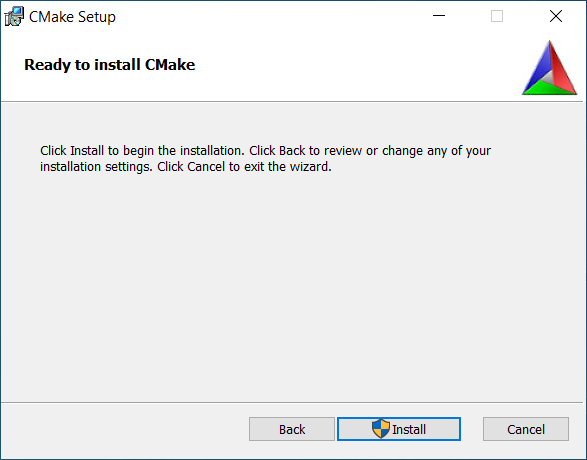 CMake Setup
Ready to install CMake
Click Install to begin the installation. Click Back to review or change any of your
installation settings. Click Cancel to exit the wizard.
Back Install Cancel